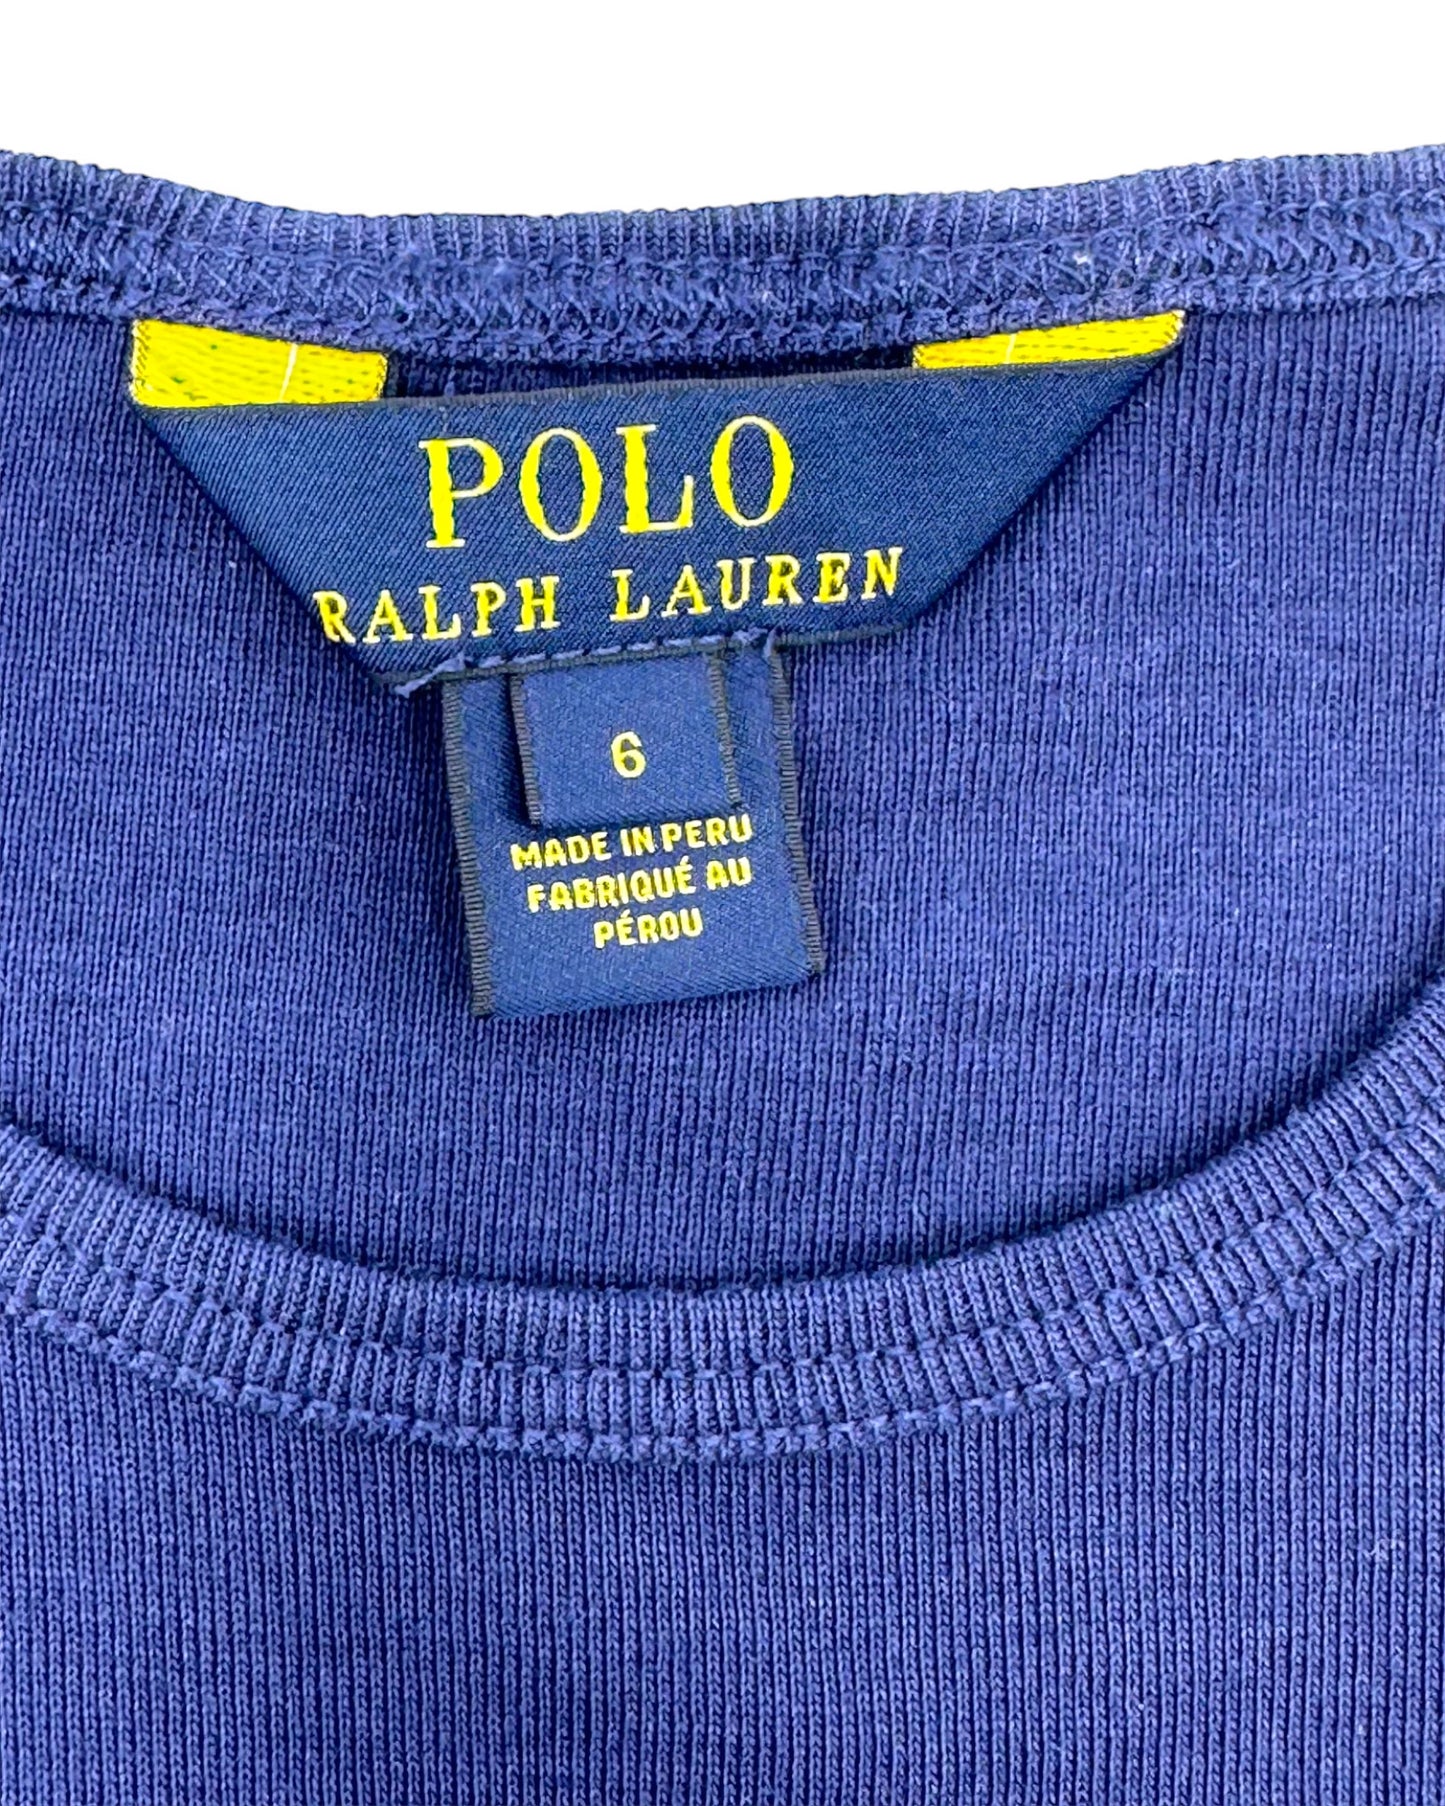 POLO
RALPH LAUREN
6
MADE IN PERU
FABRIQUÉ AU
PÉROU